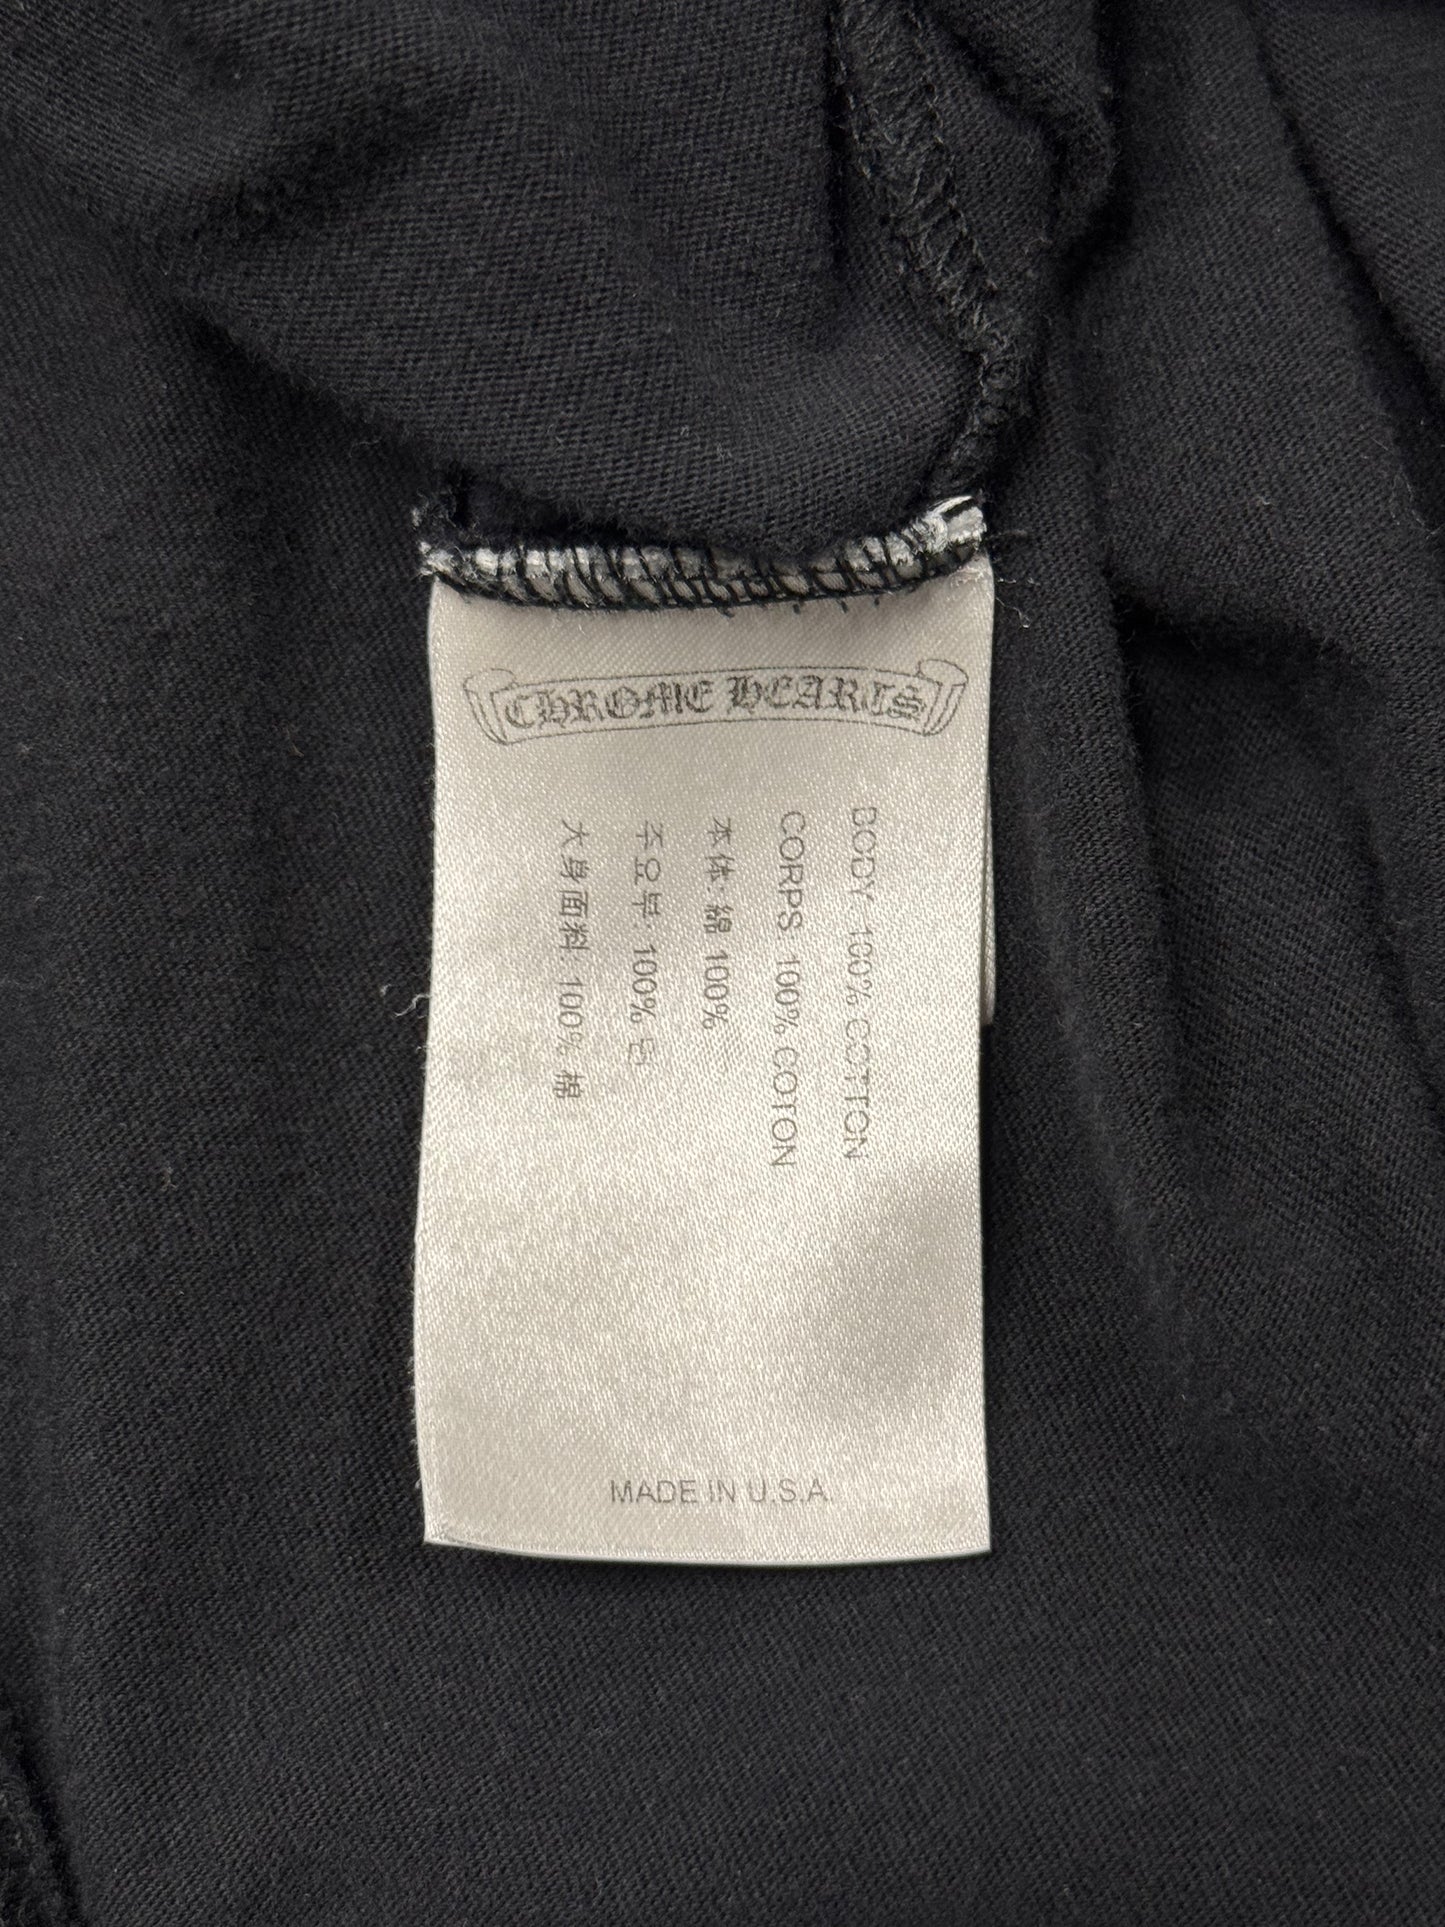 CHROME HEARTS
BODY 100% COTTON
CORPS: 100% COTON
本体: 綿 100%
주요부: 100% 면
大身面料: 100% 棉
MADE IN U.S.A.